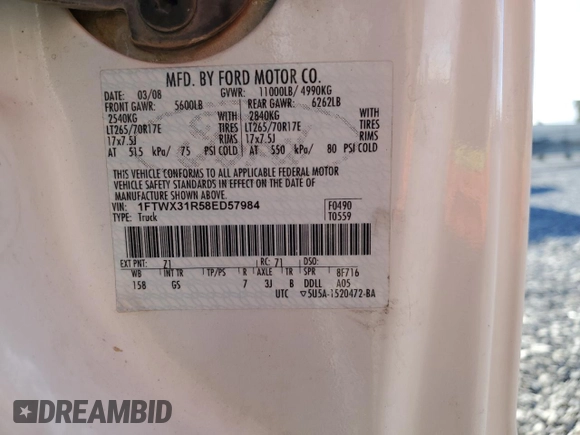 MFD. BY FORD MOTOR CO.
DATE: 03/08 GVWR: 11000LB/ 4990KG
FRONT GAWR: 5600LB REAR GAWR: 6262LB
2540KG WITH 2840KG WITH
LT265/70R17E TIRES LT265/70R17E TIRES
17x7.5J RIMS 17x7.5J RIMS
AT 515 kPa/ 75 PSI COLD AT 550 kPa/ 80 PSI COLD
THIS VEHICLE CONFORMS TO ALL APPLICABLE FEDERAL MOTOR
VEHICLE SAFETY STANDARDS IN EFFECT ON THE DATE OF
MANUFACTURE SHOWN ABOVE.
VIN: 1FTWX31R58ED57984 F0490
TYPE: Truck T0559
EXT PNT: 71 RC: 71 DSO:
WB INT TR TP/PS R AXLE TR SPR 8F716
158 GS 7 3J B DDLL A05
UTC ▽5U5A-1520472-BA
DREAMBID